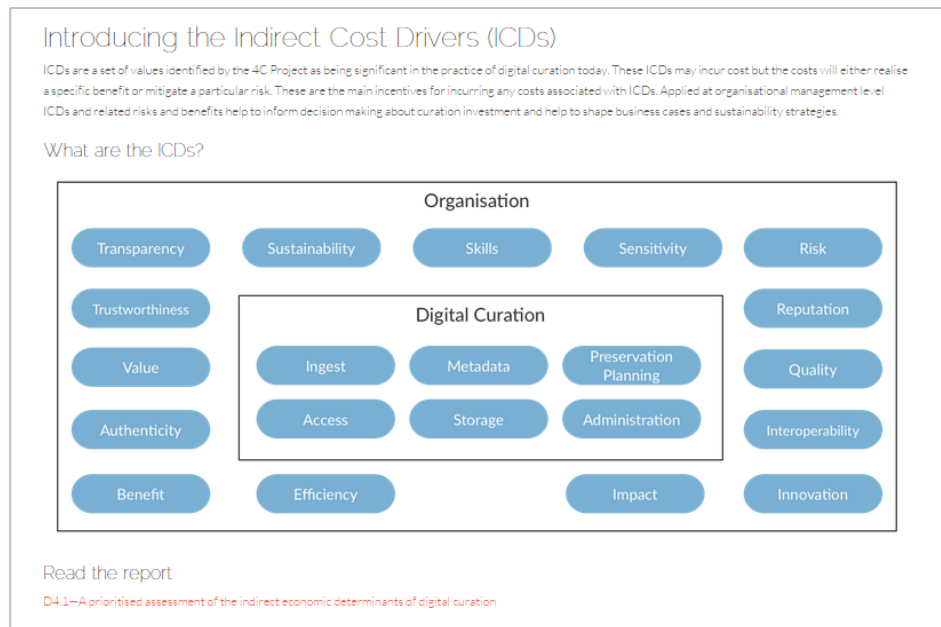 Introducing the Indirect Cost Drivers (ICDs)
ICDs are a set of values identified by the 4C Project as being significant in the practice of digital curation today. These ICDs may incur cost but the costs will either realise
a specific benefit or mitigate a particular risk. These are the main incentives for incurring any costs associated with ICDs. Applied at organisational management level
ICDs and related risks and benefits help to inform decision making about curation investment and help to shape business cases and sustainability strategies.
What are the ICDs?
Organisation
Transparency
Sustainability
Skills
Sensitivity
Risk
Trustworthiness
Reputation
Digital Curation
Value
Ingest
Metadata
Preservation
Planning
Quality
Authenticity
Access
Storage
Administration
Interoperability
Benefit
Efficiency
Impact
Innovation
Read the report
D4.1—A prioritised assessment of the indirect economic determinants of digital curation